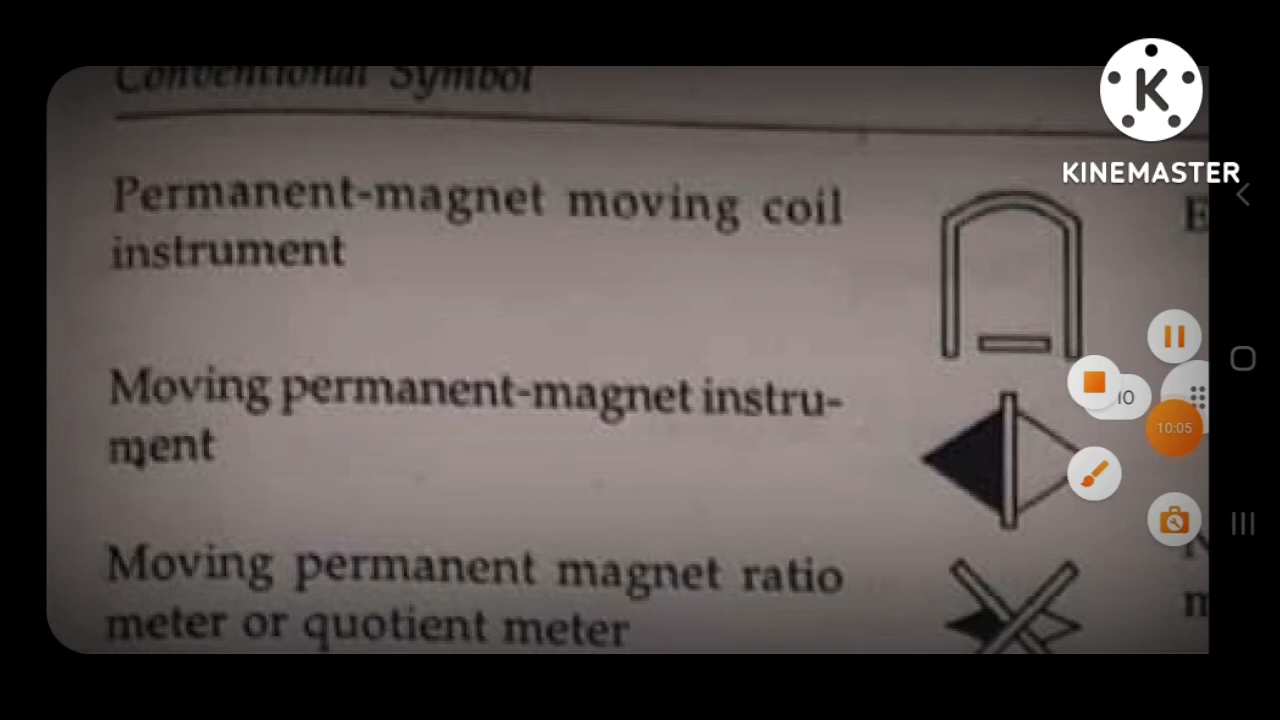 Conventional Symbol
Permanent-magnet moving coil
instrument
Moving permanent-magnet instru-
ment
Moving permanent magnet ratio
meter or quotient meter
E
m
K
KINEMASTER
10:05